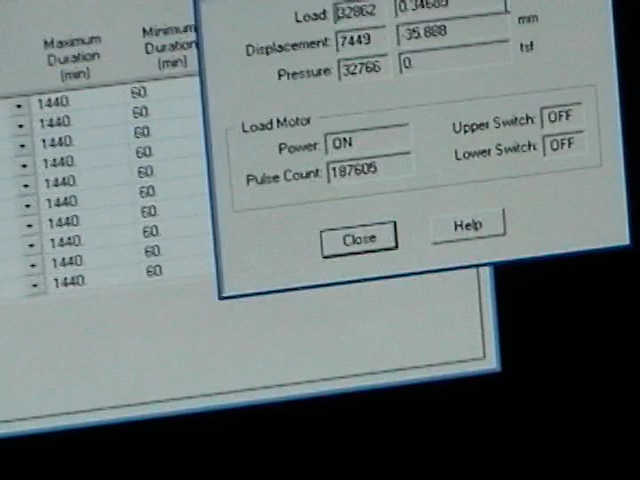 Maximum
Duration
(min)
Minimum
Duration
(min)
1440. 60.
1440. 60.
1440. 60.
1440. 60.
1440. 60.
1440. 60.
1440. 60.
1440. 60.
1440. 60.
1440. 60.
Load: 32862 0.34685
Displacement: 7449 -35.888 mm
Pressure: 32766 0. tsf
Load Motor
Power: ON
Pulse Count: 187605
Upper Switch: OFF
Lower Switch: OFF
Close Help